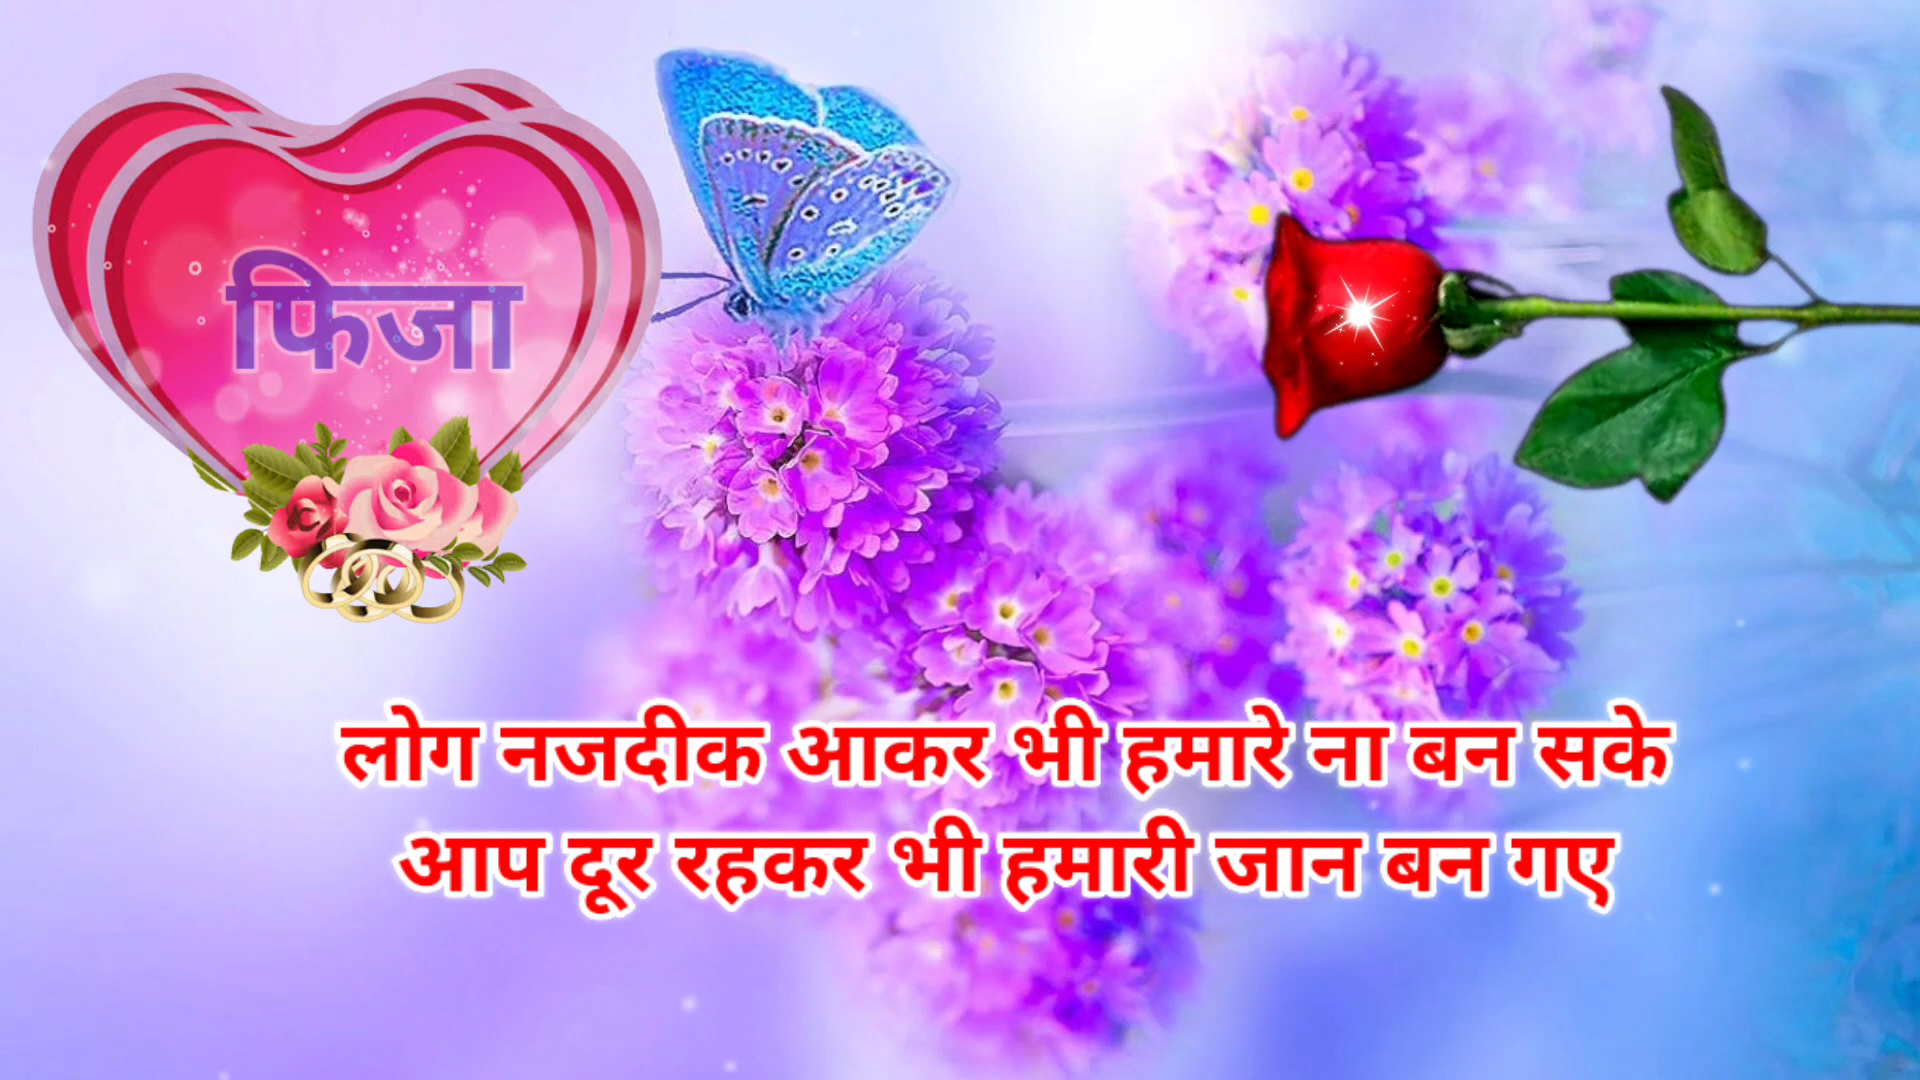 फिजा
लोग नजदीक आकर भी हमारे ना बन सके
आप दूर रहकर भी हमारी जान बन गए